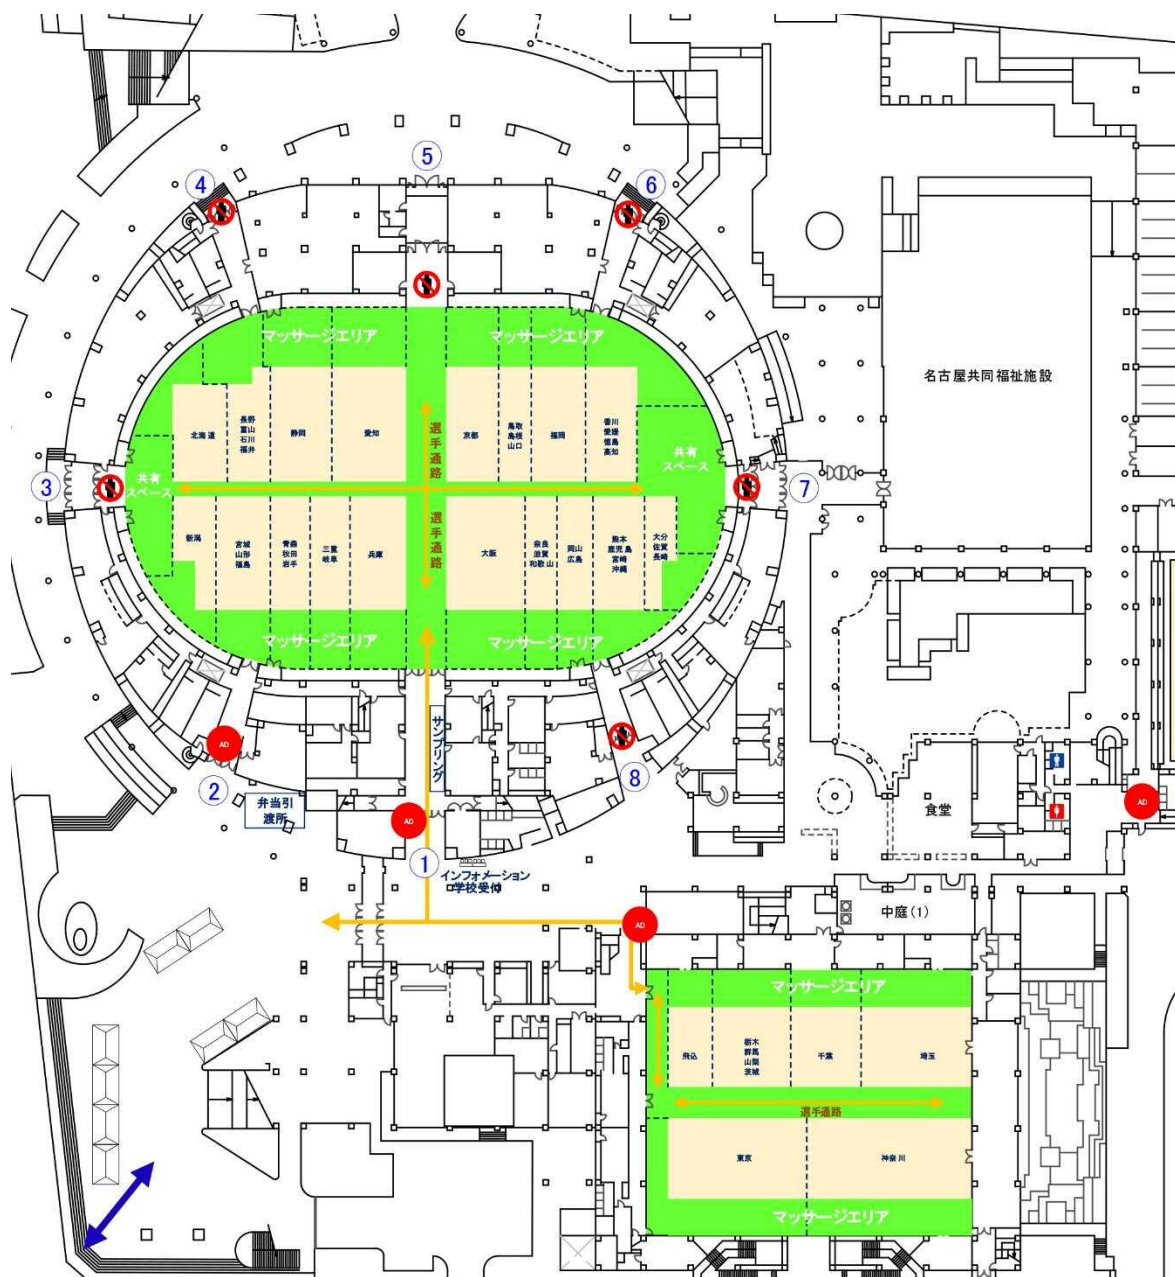 ⑤
④
⑥
マッサージエリア
マッサージエリア
名古屋共同福祉施設
北海道
長野
富山
石川
福井
静岡
愛知
選手通路
京都
鳥取
島根
山口
福岡
香川
愛媛
徳島
高知
共有
スペース
共有
スペース
③
⑦
新潟
宮城
山形
福島
青森
秋田
岩手
三重
岐阜
兵庫
選手通路
大阪
奈良
滋賀
和歌山
岡山
広島
熊本
鹿児島
宮崎
沖縄
大分
佐賀
長崎
マッサージエリア
マッサージエリア
サンプリング
AD
②
⑧
弁当引
渡所
AD
食堂
AD
①
インフォメーション
学校受付
中庭(1)
AD
マッサージエリア
飛込
栃木
群馬
山梨
茨城
千葉
埼玉
選手通路
東京
神奈川
マッサージエリア